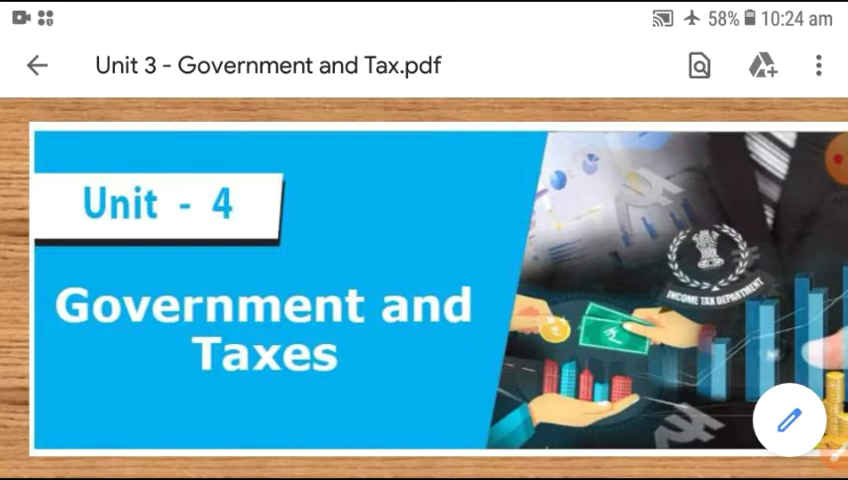 58% 10:24 am
Unit 3 - Government and Tax.pdf
Unit - 4
Government and
Taxes
INCOME TAX DEPARTMENT